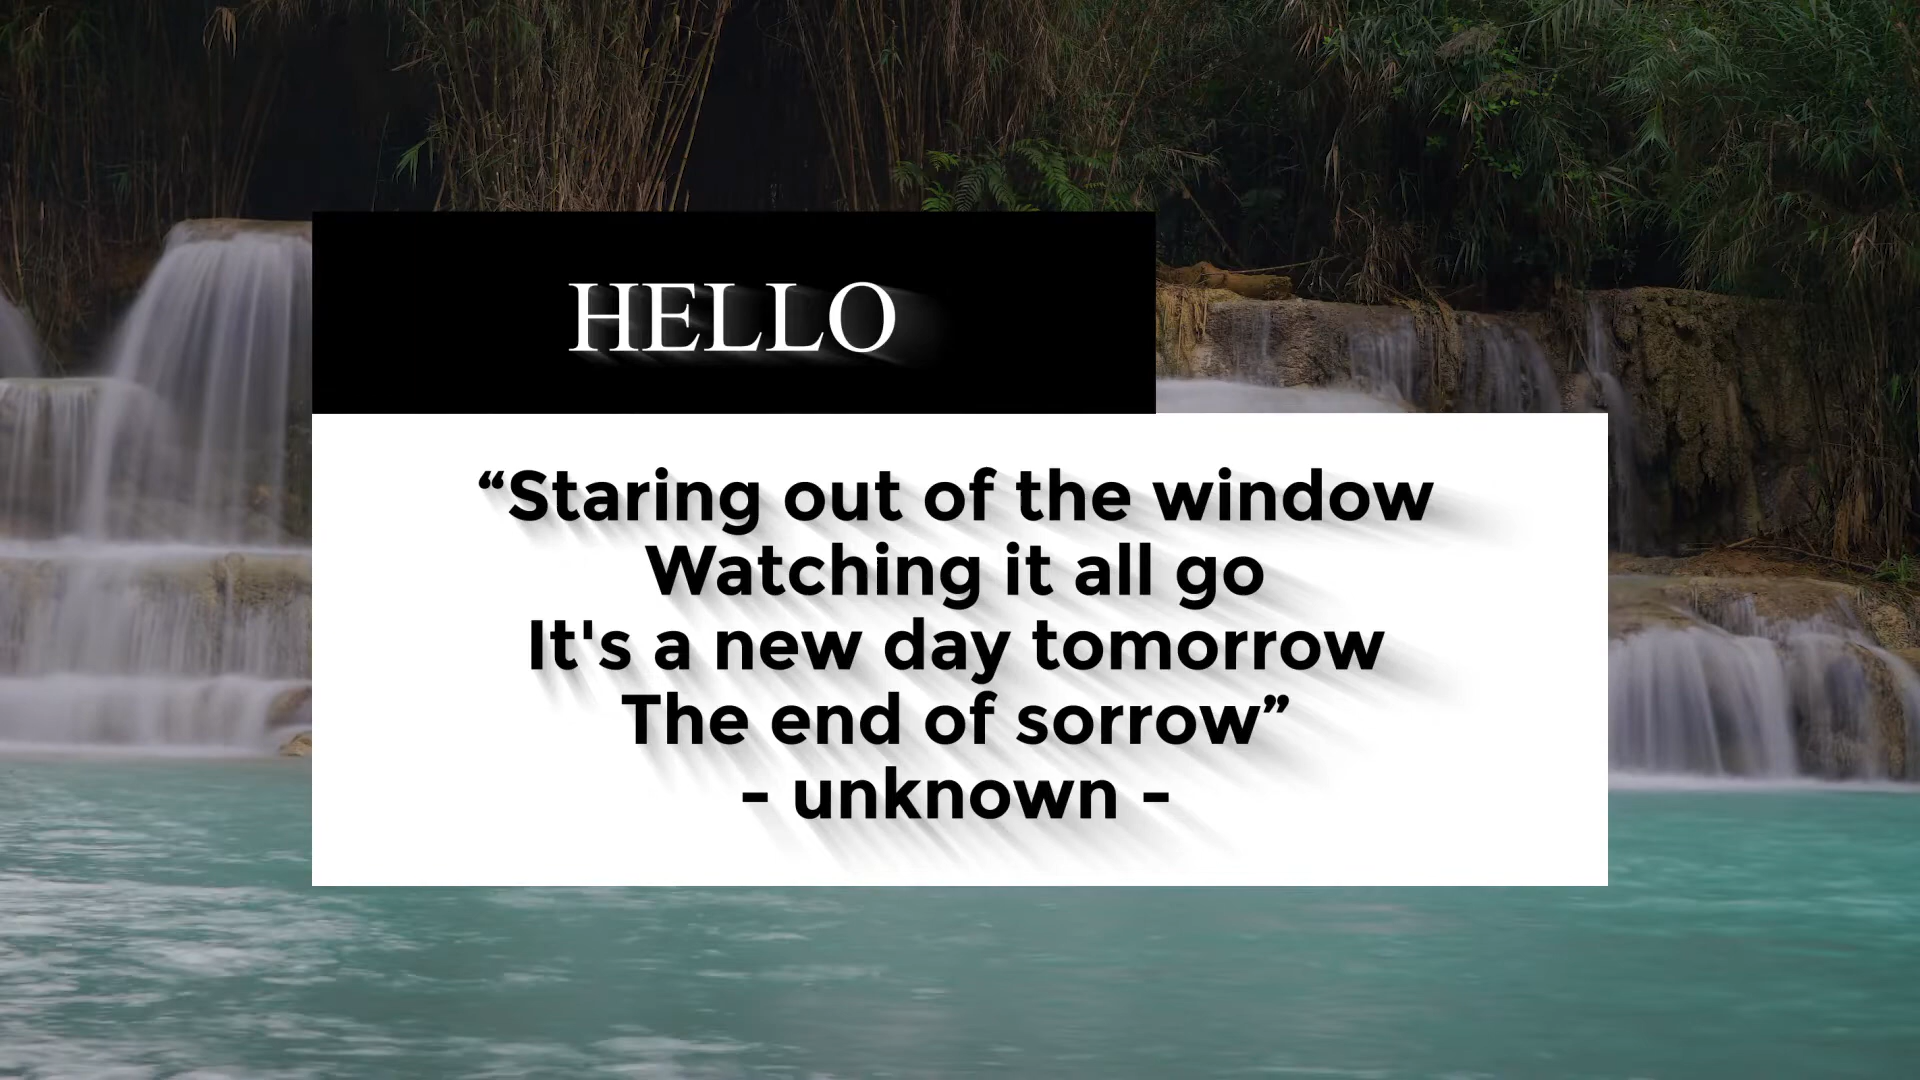 HELLO
“Staring out of the window
Watching it all go
It's a new day tomorrow
The end of sorrow”
- unknown -